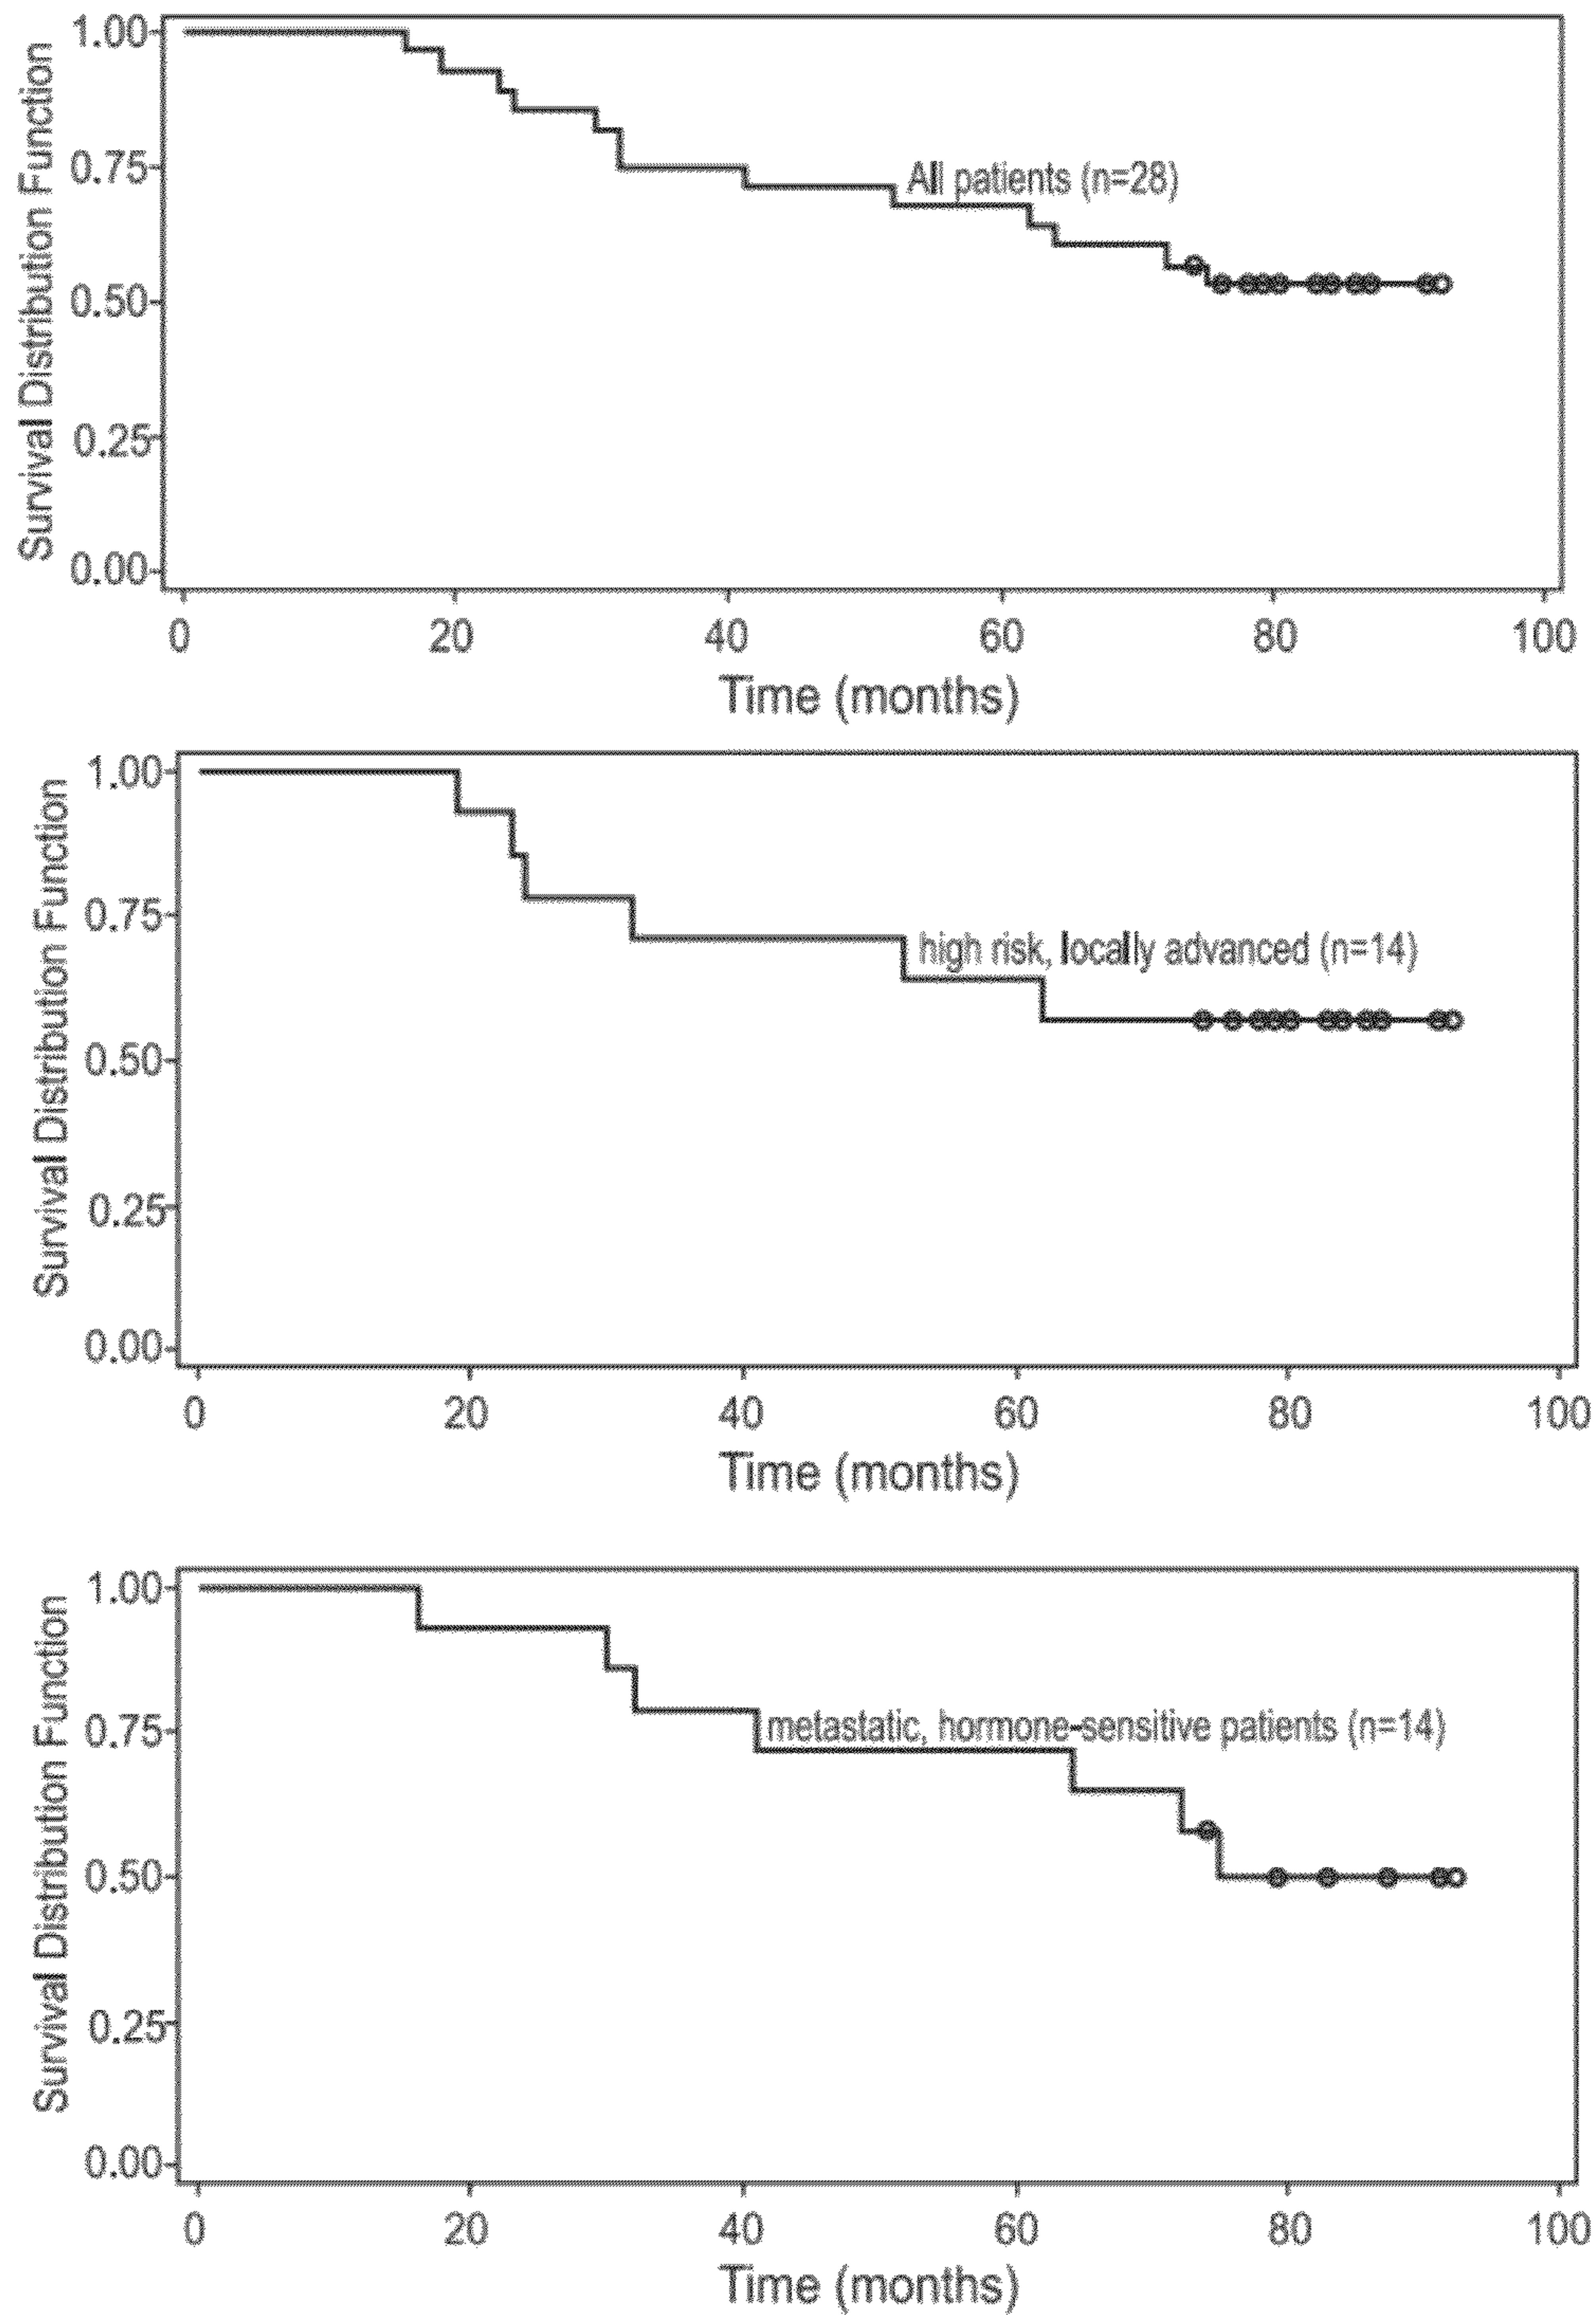 Survival Distribution Function
1.00
0.75
0.50
0.25
0.00
All patients (n=28)
0 20 40 60 80 100
Time (months)
Survival Distribution Function
1.00
0.75
0.50
0.25
0.00
high risk, locally advanced (n=14)
0 20 40 60 80 100
Time (months)
Survival Distribution Function
1.00
0.75
0.50
0.25
0.00
metastatic, hormone-sensitive patients (n=14)
0 20 40 60 80 100
Time (months)